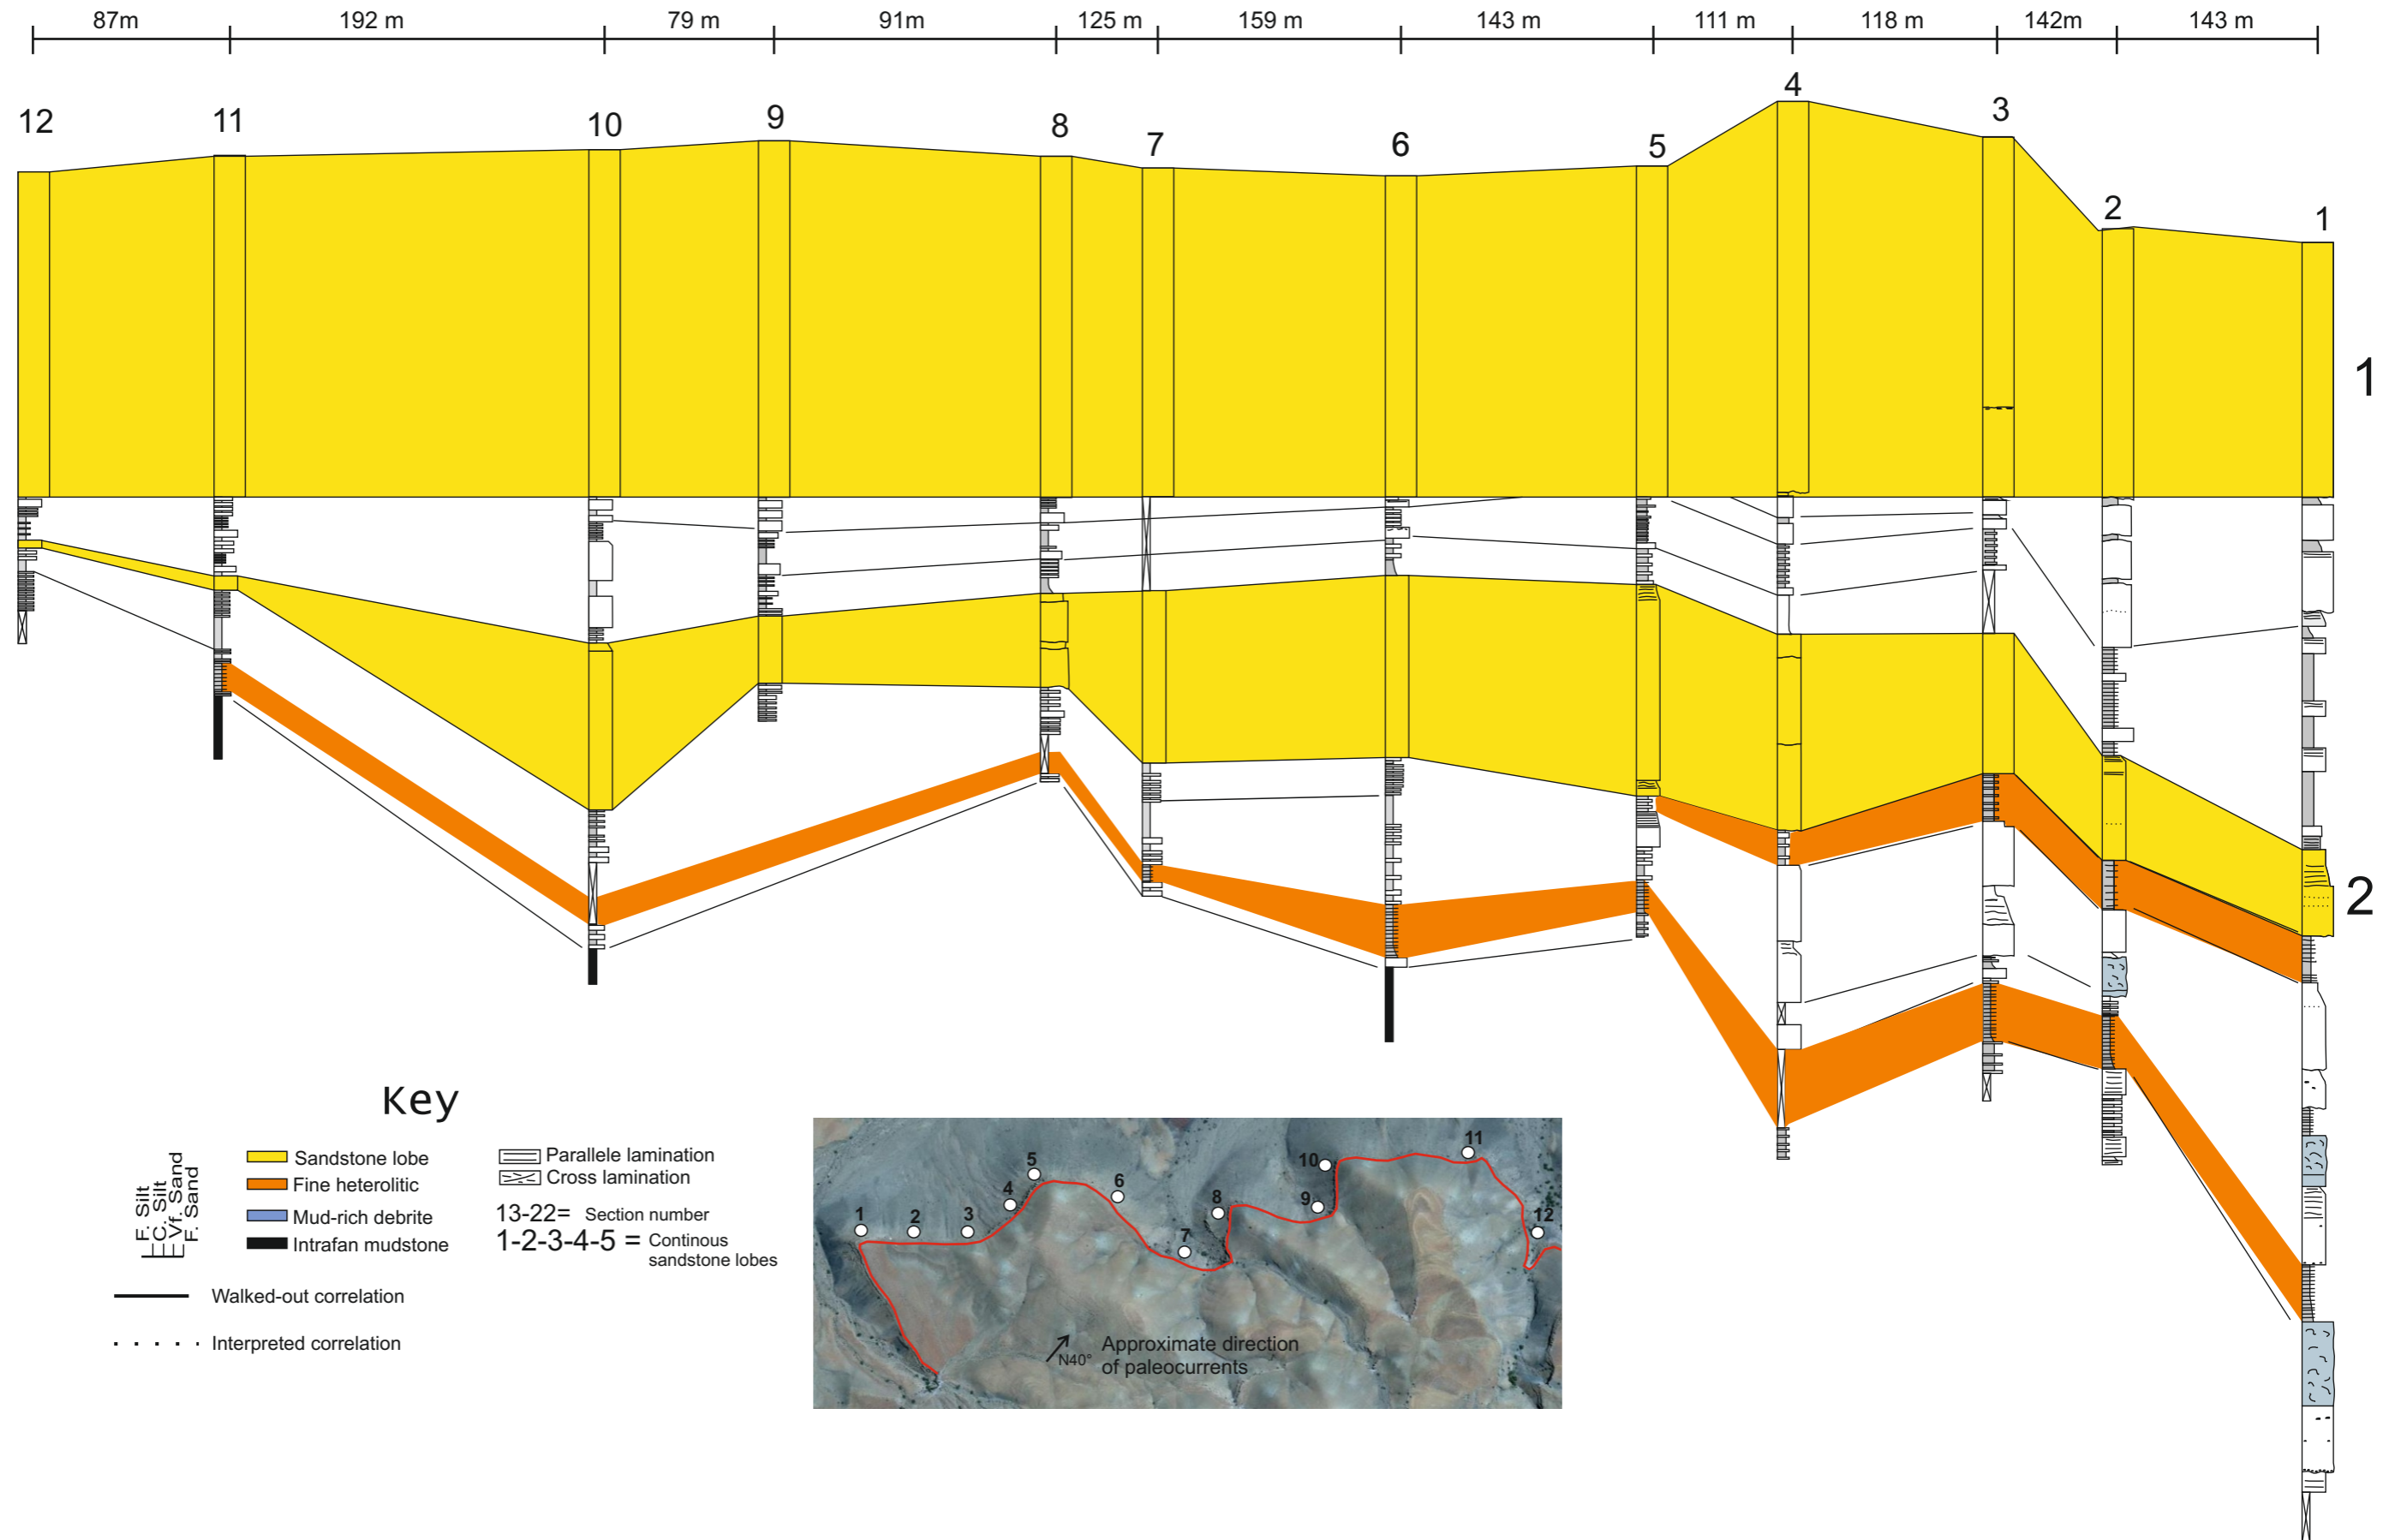 87m 192 m 79 m 91m 125 m 159 m 143 m 111 m 118 m 142m 143 m
12 11 10 9 8 7 6 5 4 3 2 1
1
2
Key
F. Silt
C. Silt
Vf. Sand
F. Sand
Sandstone lobe
Fine heterolitic
Mud-rich debrite
Intrafan mudstone
Parallele lamination
Cross lamination
13-22= Section number
1-2-3-4-5 = Continous
sandstone lobes
Walked-out correlation
Interpreted correlation
1 2 3 4 5 6 7 8 9 10 11 12
N40° Approximate direction
of paleocurrents